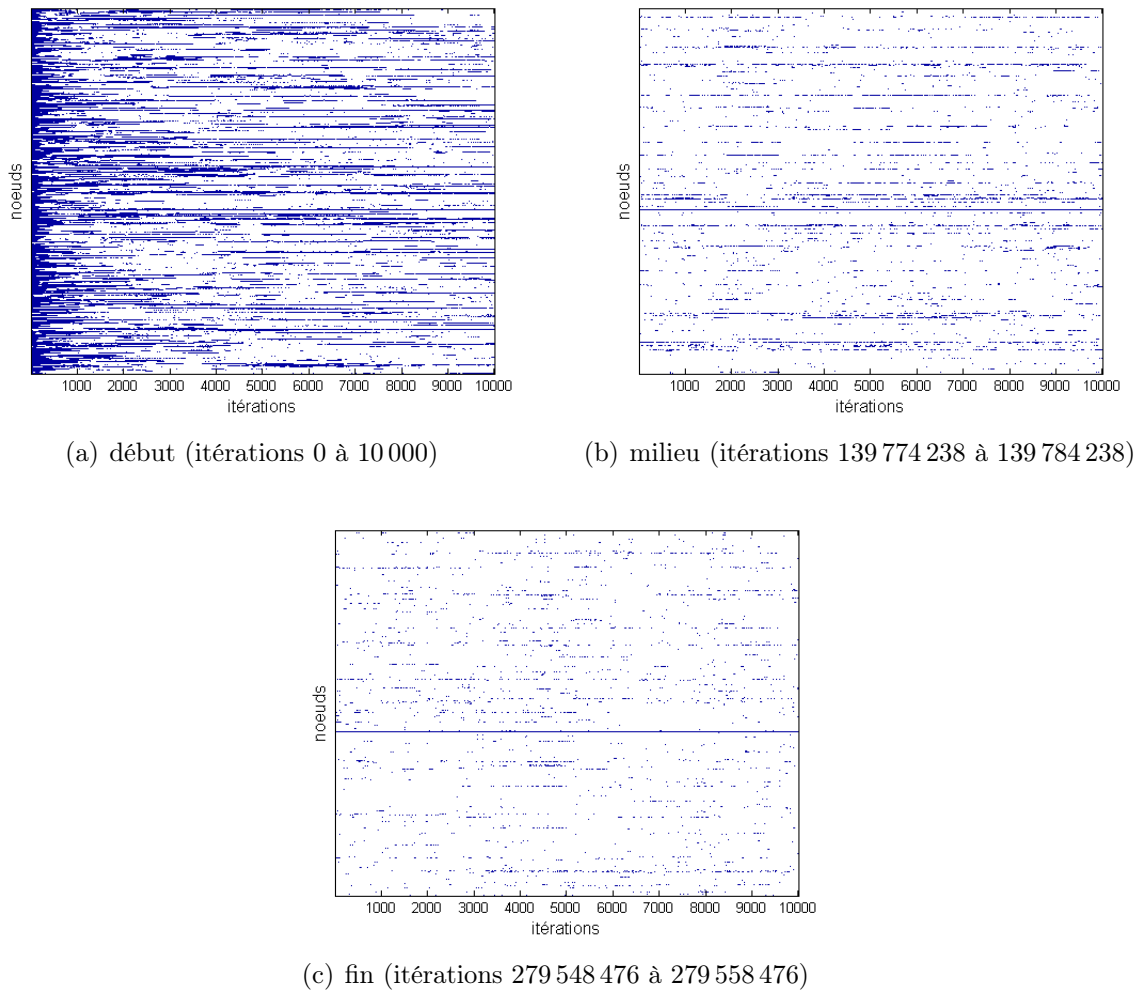 noeuds
noeuds
1000 2000 3000 4000 5000 6000 7000 8000 9000 10000
1000 2000 3000 4000 5000 6000 7000 8000 9000 10000
itérations
itérations
(a) début (itérations 0 à 10 000)
(b) milieu (itérations 139 774 238 à 139 784 238)
noeuds
1000 2000 3000 4000 5000 6000 7000 8000 9000 10000
itérations
(c) fin (itérations 279 548 476 à 279 558 476)